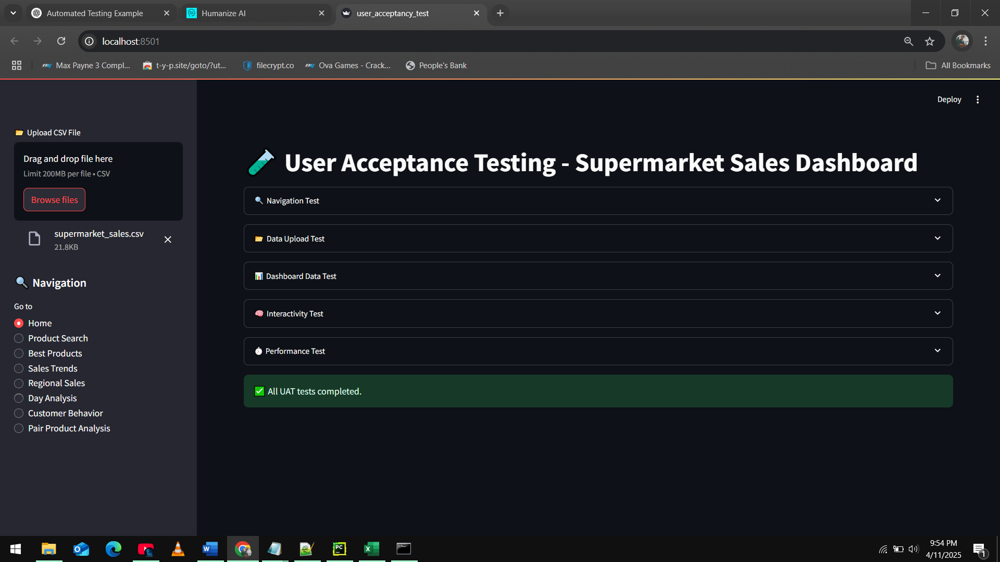 Automated Testing Example
Humanize AI
user_acceptancy_test
localhost:8501
Max Payne 3 Compl...
t-y-p.site/goto/?ut...
filecrypt.co
Ova Games - Crack...
People's Bank
All Bookmarks
Deploy
Upload CSV File
Drag and drop file here
Limit 200MB per file • CSV
Browse files
supermarket_sales.csv
21.8KB
Navigation
Go to
Home
Product Search
Best Products
Sales Trends
Regional Sales
Day Analysis
Customer Behavior
Pair Product Analysis
User Acceptance Testing - Supermarket Sales Dashboard
Navigation Test
Data Upload Test
Dashboard Data Test
Interactivity Test
Performance Test
All UAT tests completed.
9:54 PM
4/11/2025
1